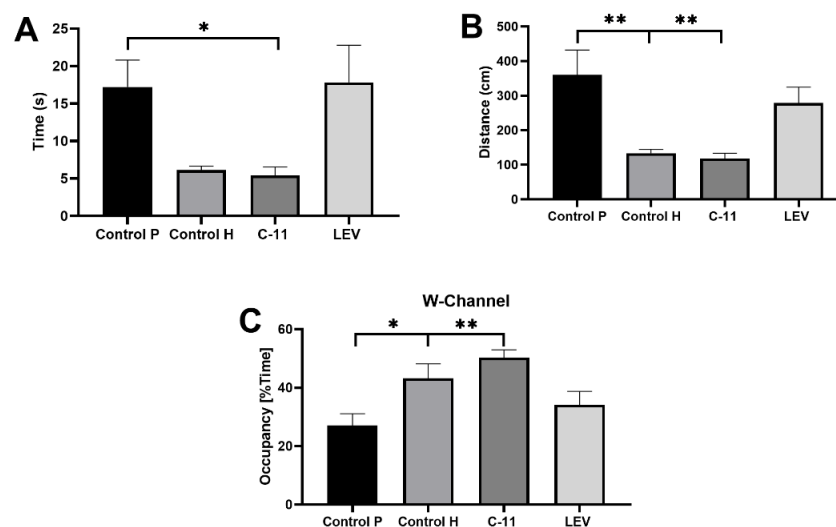 A
*
25
20
15
10
5
0
Time (s)
Control P Control H C-11 LEV
B
** **
500
400
300
200
100
0
Distance (cm)
Control P Control H C-11 LEV
C
W-Channel
* **
60
40
20
0
Occupancy [%Time]
Control P Control H C-11 LEV